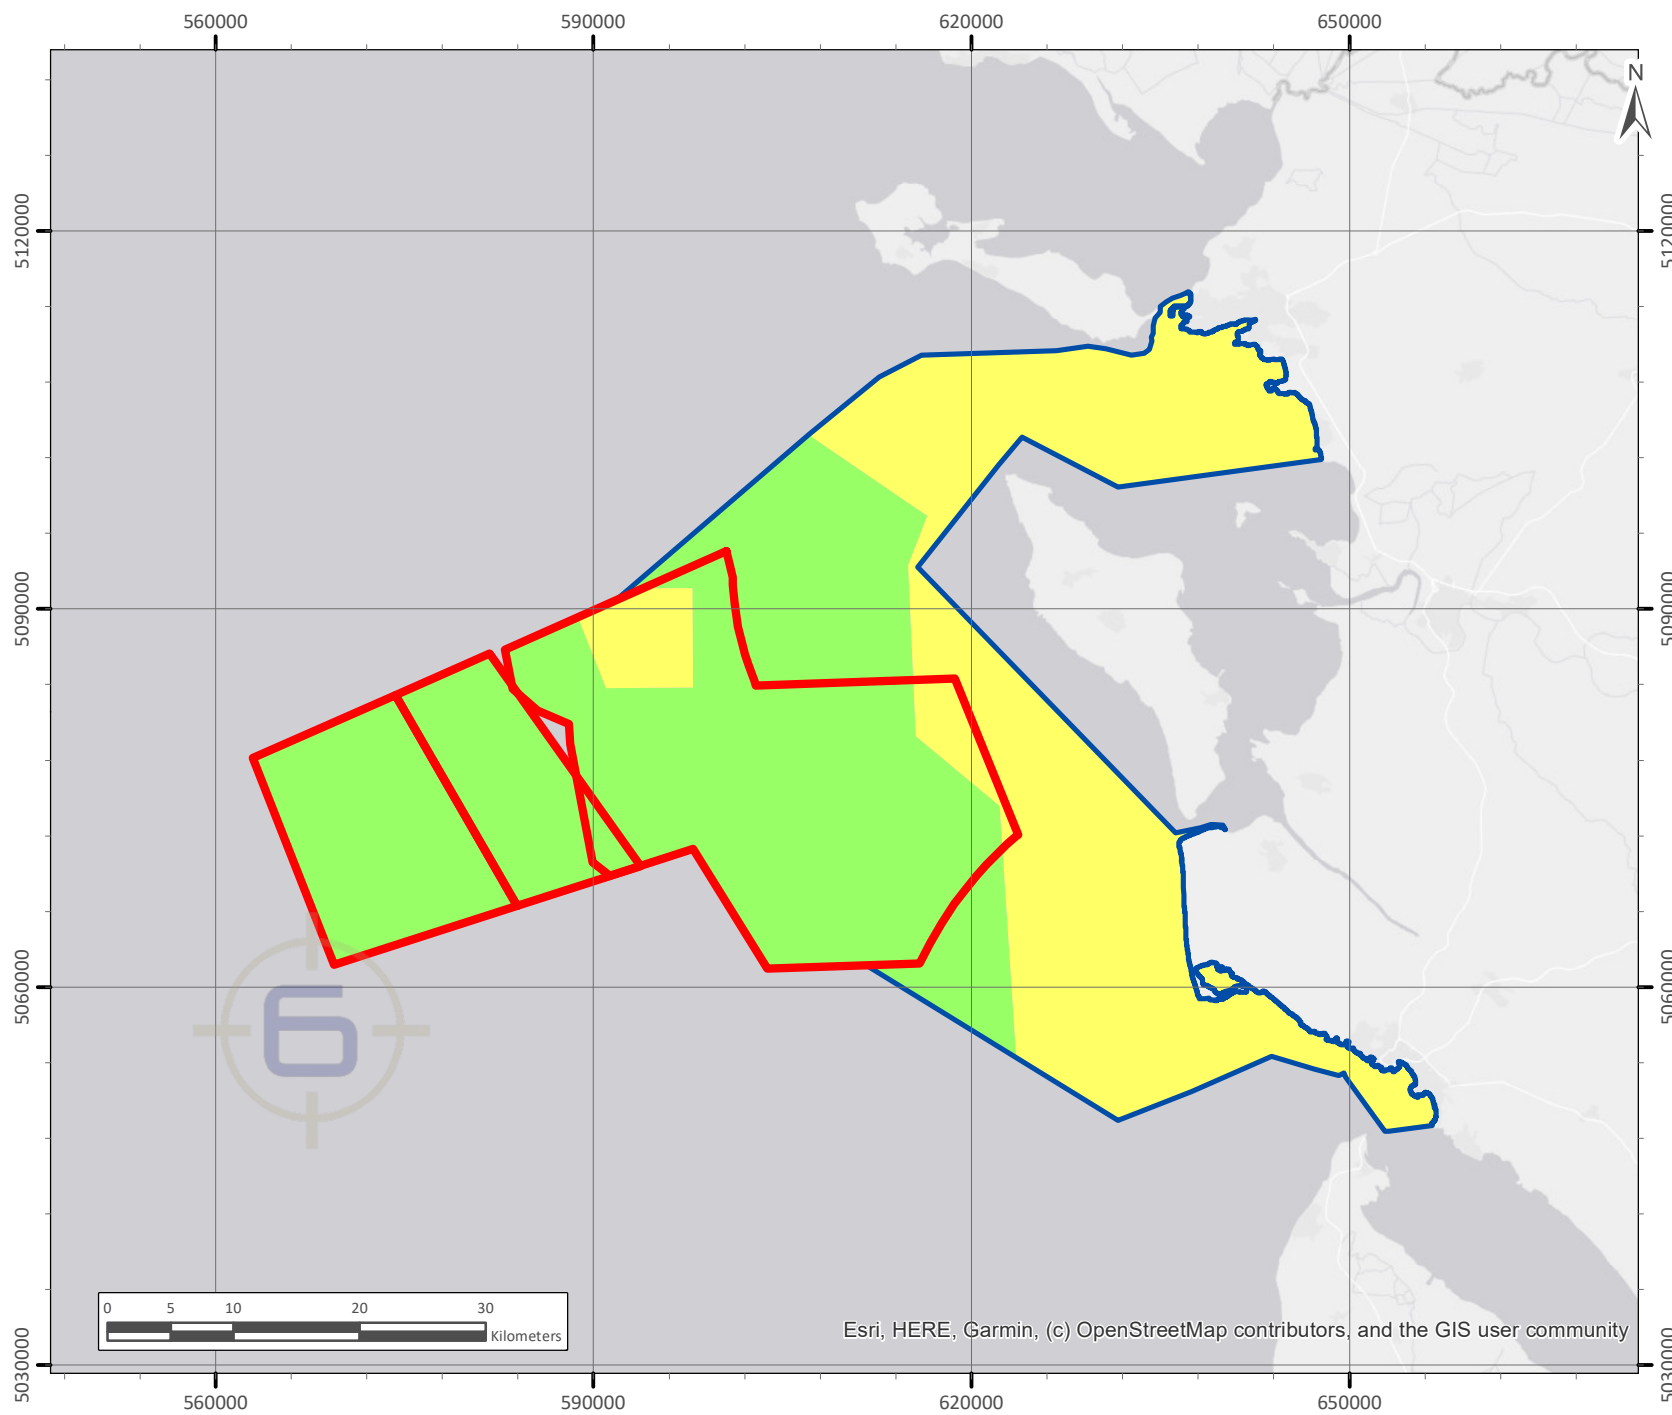 560000 590000 620000 650000
N
5120000 5120000
5090000 5090000
5060000 5060000
6
0 5 10 20 30
Kilometers
Esri, HERE, Garmin, (c) OpenStreetMap contributors, and the GIS user community
5030000 5030000
560000 590000 620000 650000